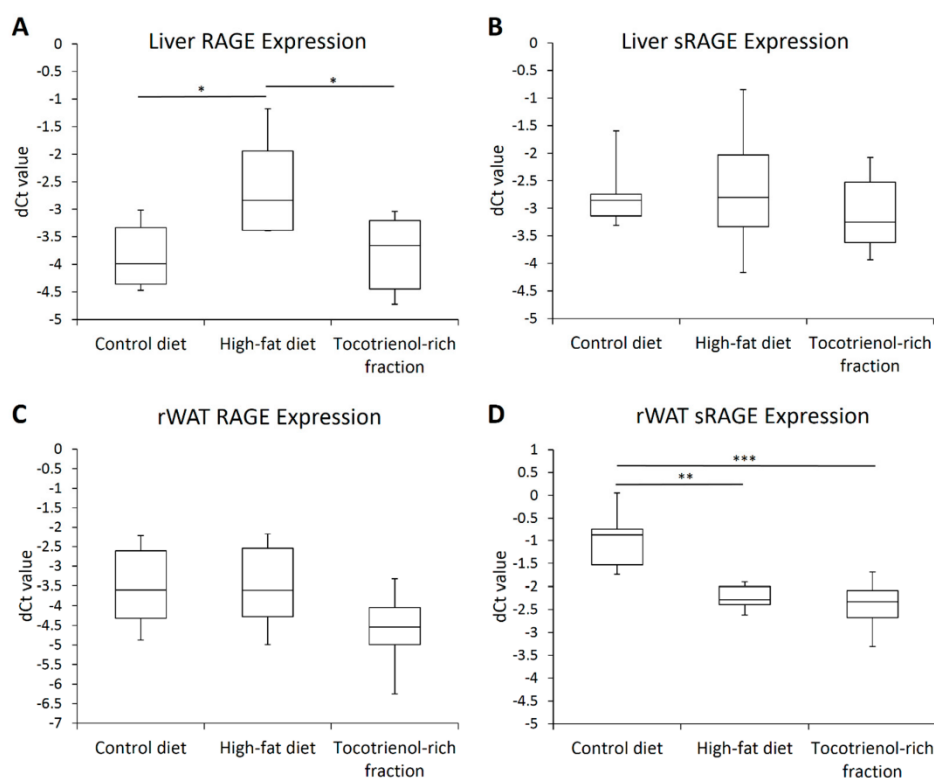 A
Liver RAGE Expression
dCt value
0
-0.5
-1
-1.5
-2
-2.5
-3
-3.5
-4
-4.5
-5
*
*
Control diet
High-fat diet
Tocotrienol-rich
fraction
B
Liver sRAGE Expression
dCt value
0
-0.5
-1
-1.5
-2
-2.5
-3
-3.5
-4
-4.5
-5
Control diet
High-fat diet
Tocotrienol-rich
fraction
C
rWAT RAGE Expression
dCt value
0
-0.5
-1
-1.5
-2
-2.5
-3
-3.5
-4
-4.5
-5
-5.5
-6
-6.5
-7
Control diet
High-fat diet
Tocotrienol-rich
fraction
D
rWAT sRAGE Expression
dCt value
1
0.5
0
-0.5
-1
-1.5
-2
-2.5
-3
-3.5
-4
-4.5
-5
***
**
Control diet
High-fat diet
Tocotrienol-rich
fraction